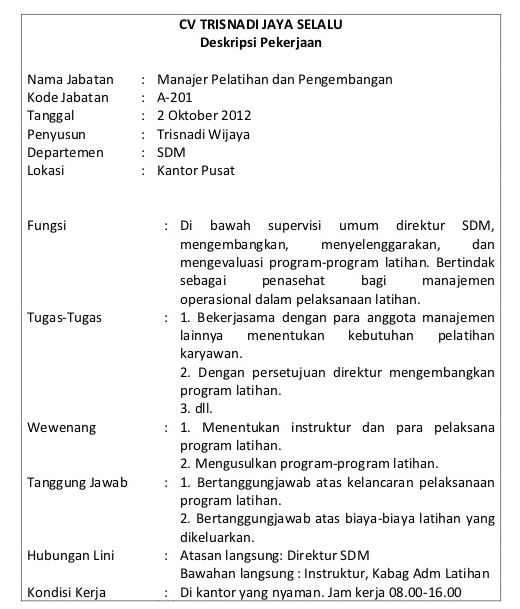 CV TRISNADI JAYA SELALU
Deskripsi Pekerjaan
Nama Jabatan : Manajer Pelatihan dan Pengembangan
Kode Jabatan : A-201
Tanggal : 2 Oktober 2012
Penyusun : Trisnadi Wijaya
Departemen : SDM
Lokasi : Kantor Pusat
Fungsi : Di bawah supervisi umum direktur SDM,
mengembangkan, menyelenggarakan, dan
mengevaluasi program-program latihan. Bertindak
sebagai penasehat bagi manajemen
operasional dalam pelaksanaan latihan.
Tugas-Tugas : 1. Bekerjasama dengan para anggota manajemen
lainnya menentukan kebutuhan pelatihan
karyawan.
2. Dengan persetujuan direktur mengembangkan
program latihan.
3. dll.
Wewenang : 1. Menentukan instruktur dan para pelaksana
program latihan.
2. Mengusulkan program-program latihan.
Tanggung Jawab : 1. Bertanggungjawab atas kelancaran pelaksanaan
program latihan.
2. Bertanggungjawab atas biaya-biaya latihan yang
dikeluarkan.
Hubungan Lini : Atasan langsung: Direktur SDM
Bawahan langsung : Instruktur, Kabag Adm Latihan
Kondisi Kerja : Di kantor yang nyaman. Jam kerja 08.00-16.00